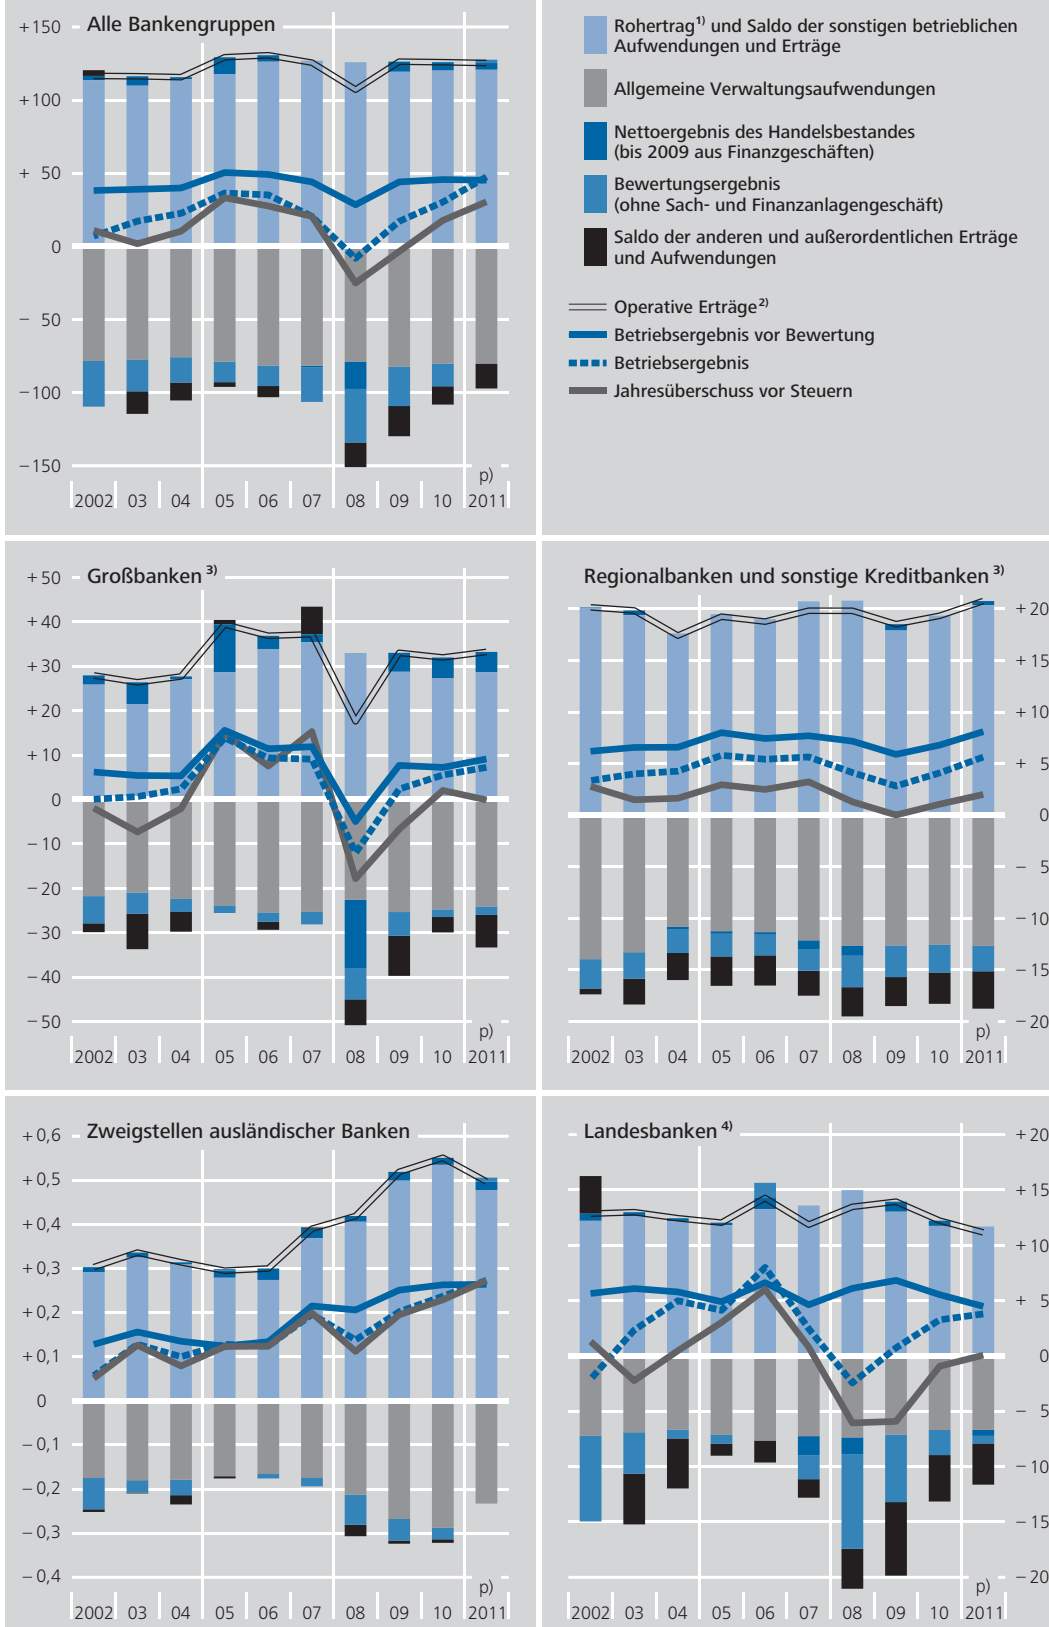 Alle Bankengruppen
+150
+100
+ 50
0
− 50
−100
−150
p)
2002 03 04 05 06 07 08 09 10 2011
Rohertrag¹⁾ und Saldo der sonstigen betrieblichen
Aufwendungen und Erträge
Allgemeine Verwaltungsaufwendungen
Nettoergebnis des Handelsbestandes
(bis 2009 aus Finanzgeschäften)
Bewertungsergebnis
(ohne Sach- und Finanzanlagengeschäft)
Saldo der anderen und außerordentlichen Erträge
und Aufwendungen
Operative Erträge²⁾
Betriebsergebnis vor Bewertung
Betriebsergebnis
Jahresüberschuss vor Steuern
Großbanken ³⁾
+50
+40
+30
+20
+10
0
−10
−20
−30
−40
−50
p)
2002 03 04 05 06 07 08 09 10 2011
Regionalbanken und sonstige Kreditbanken ³⁾
+20
+15
+10
+ 5
0
− 5
−10
−15
−20
p)
2002 03 04 05 06 07 08 09 10 2011
Zweigstellen ausländischer Banken
+0,6
+0,5
+0,4
+0,3
+0,2
+0,1
0
−0,1
−0,2
−0,3
−0,4
p)
2002 03 04 05 06 07 08 09 10 2011
Landesbanken ⁴⁾
+20
+15
+10
+ 5
0
− 5
−10
−15
−20
p)
2002 03 04 05 06 07 08 09 10 2011